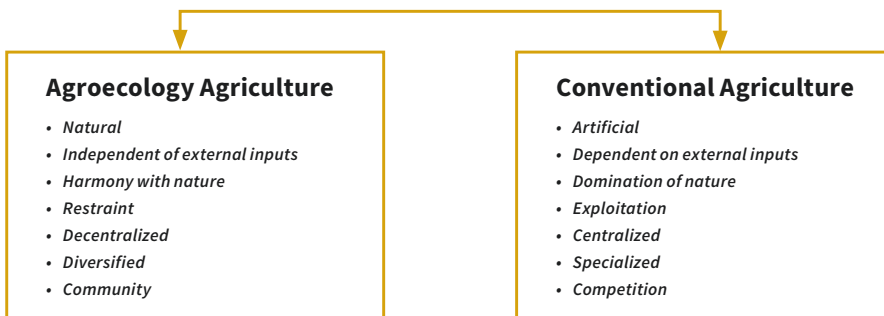 Agroecology Agriculture
• Natural
• Independent of external inputs
• Harmony with nature
• Restraint
• Decentralized
• Diversified
• Community
Conventional Agriculture
• Artificial
• Dependent on external inputs
• Domination of nature
• Exploitation
• Centralized
• Specialized
• Competition